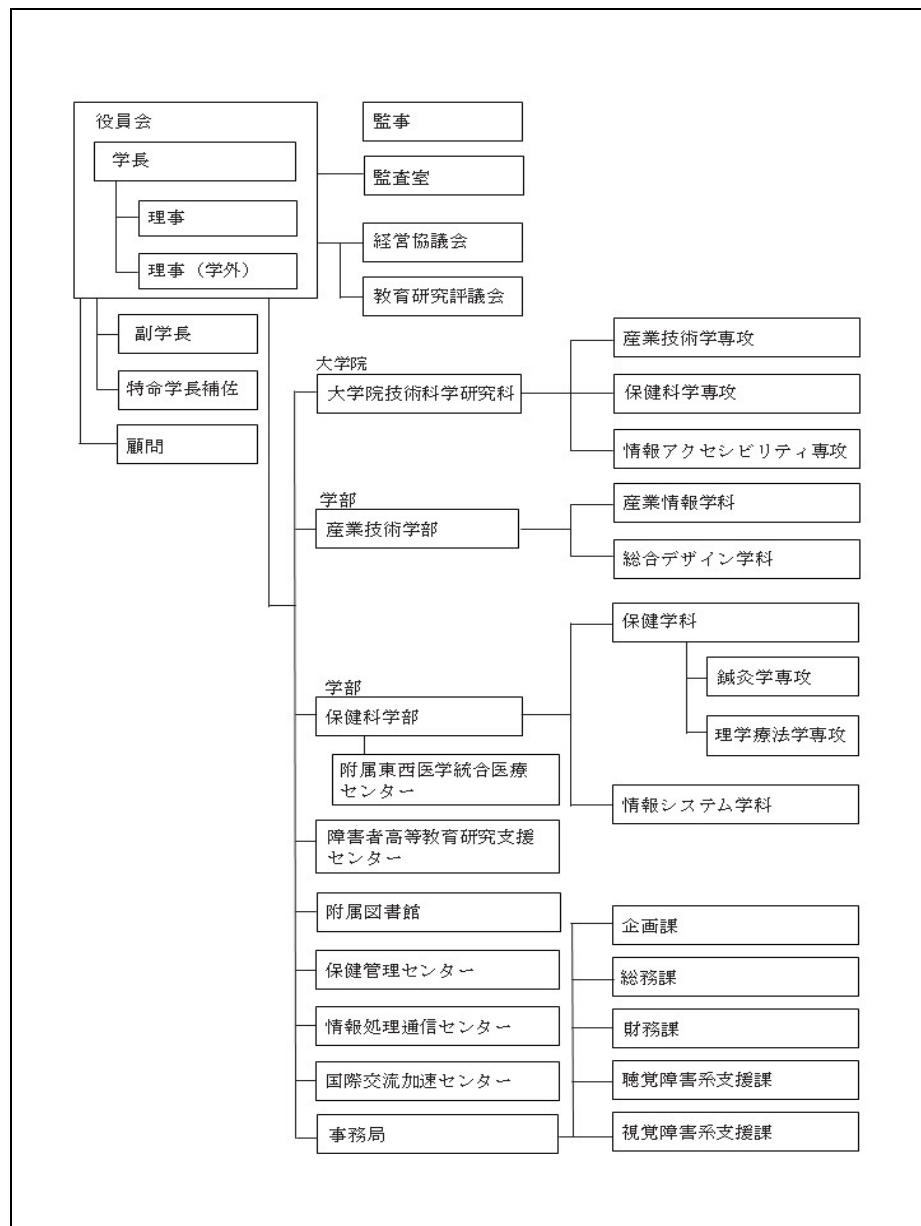 役員会
学長
理事
理事（学外）
監事
監査室
経営協議会
教育研究評議会
副学長
特命学長補佐
顧問
大学院
大学院技術科学研究科
産業技術学専攻
保健科学専攻
情報アクセシビリティ専攻
学部
産業技術学部
産業情報学科
総合デザイン学科
学部
保健科学部
附属東西医学統合医療
センター
保健学科
鍼灸学専攻
理学療法学専攻
情報システム学科
障害者高等教育研究支援
センター
附属図書館
保健管理センター
情報処理通信センター
国際交流加速センター
事務局
企画課
総務課
財務課
聴覚障害系支援課
視覚障害系支援課